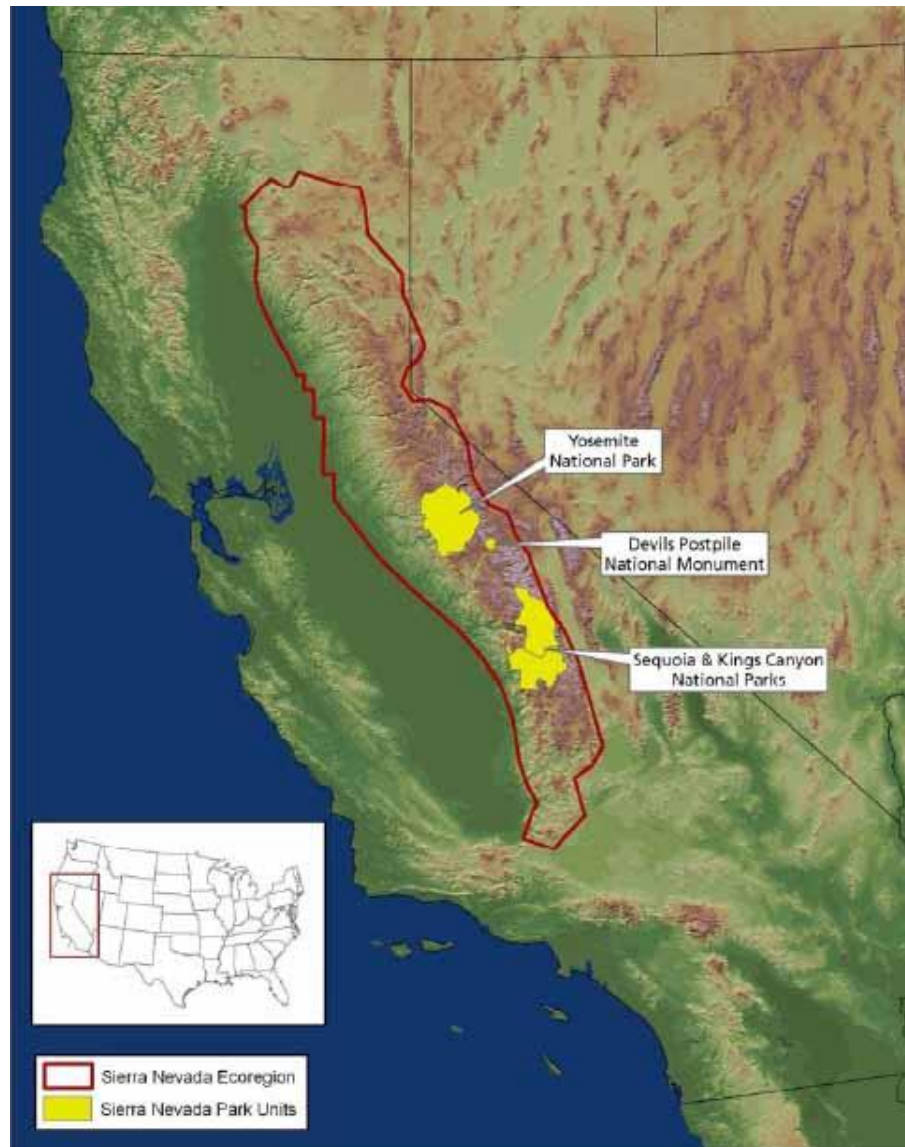 Yosemite
National Park
Devils Postpile
National Monument
Sequoia & Kings Canyon
National Parks
Sierra Nevada Ecoregion
Sierra Nevada Park Units